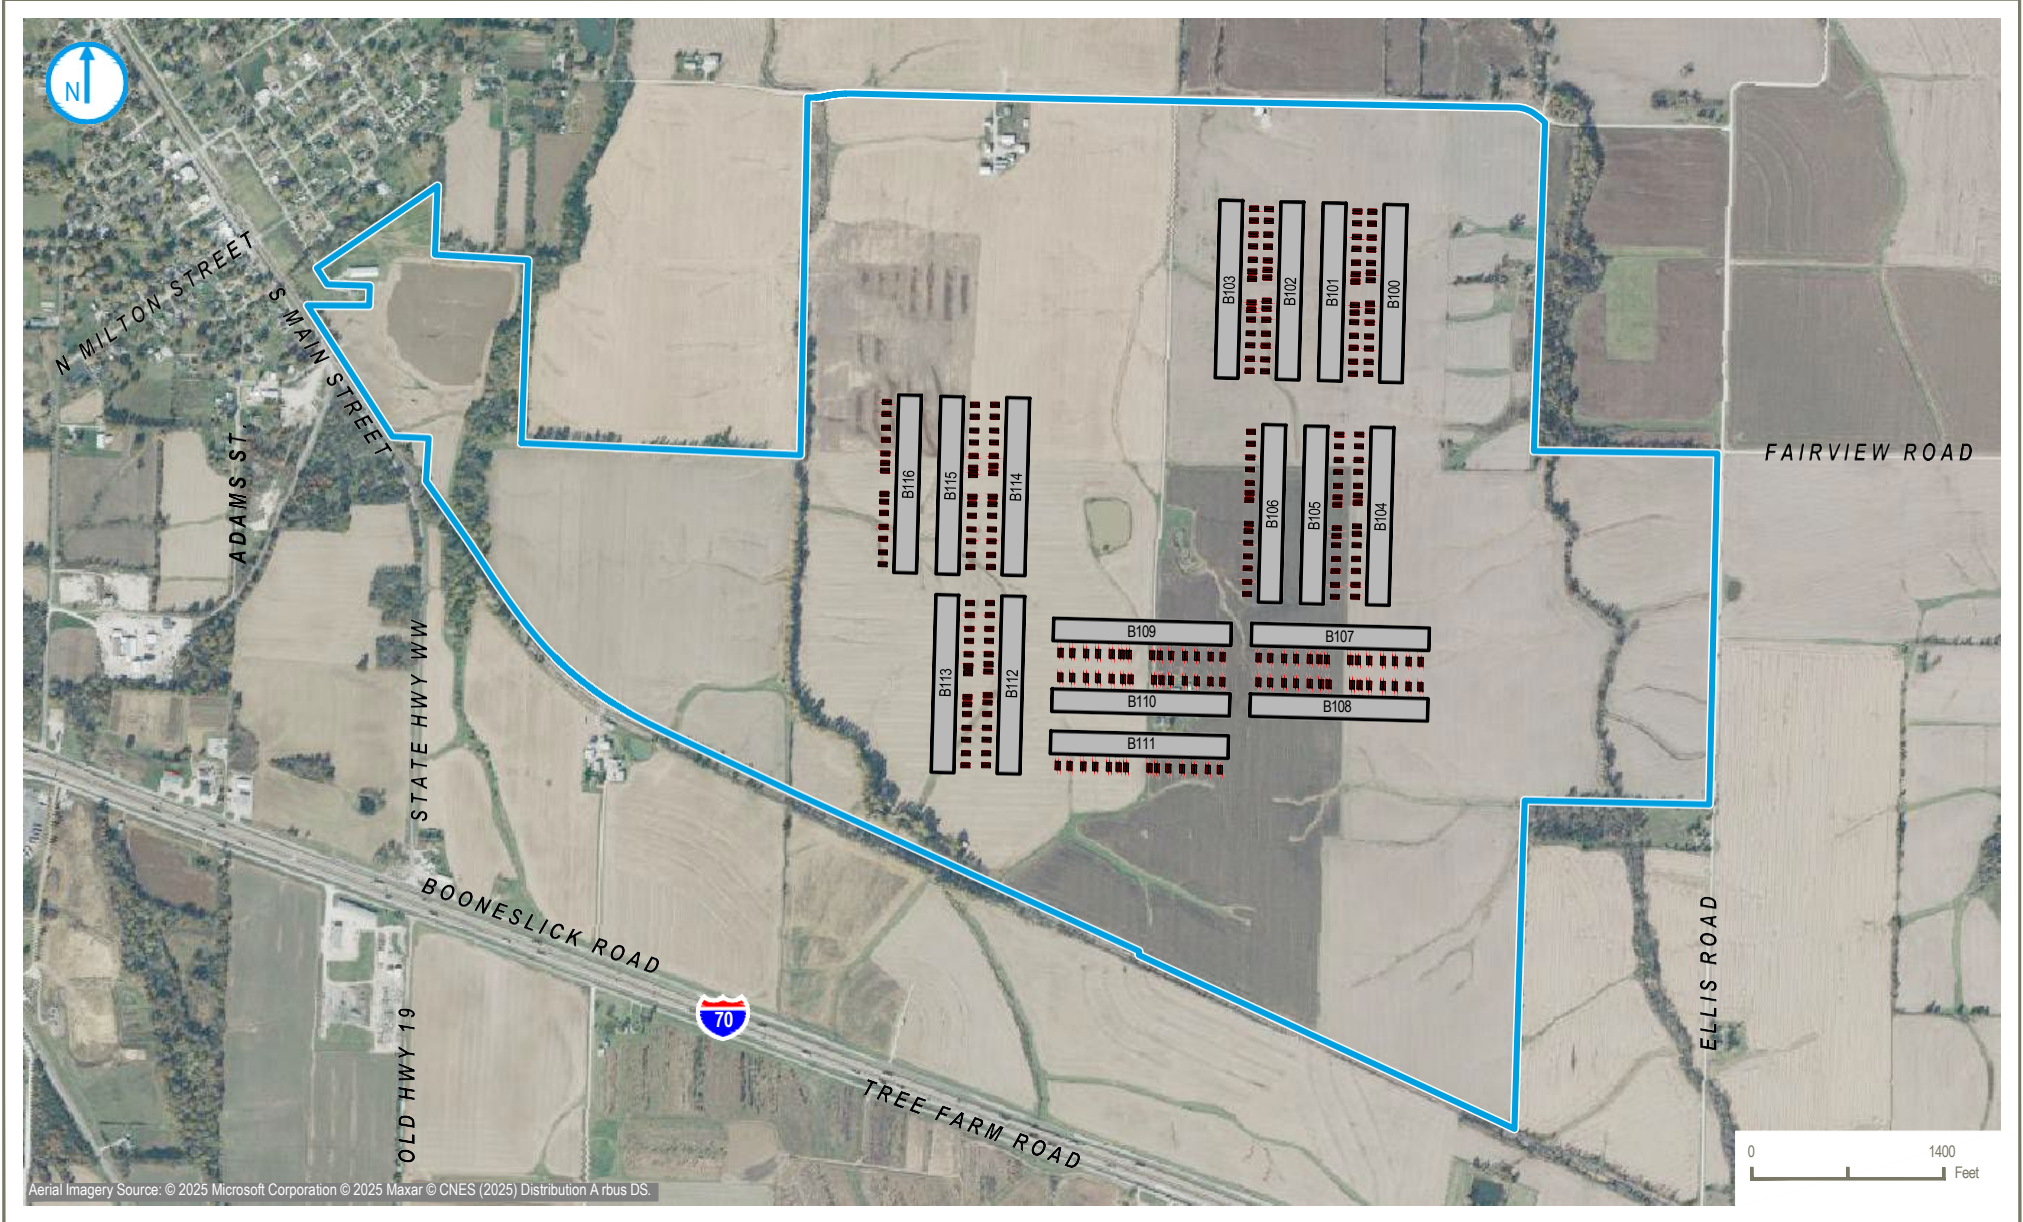 N
N MILTON STREET
S MAIN STREET
ADAMS ST.
STATE HWY WW
OLD HWY 19
BOONESLICK ROAD
70
TREE FARM ROAD
FAIRVIEW ROAD
ELLIS ROAD
B103
B102
B101
B100
B116
B115
B114
B106
B105
B104
B113
B112
B109
B107
B110
B108
B111
0 1400
Feet
Aerial Imagery Source: © 2025 Microsoft Corporation © 2025 Maxar © CNES (2025) Distribution A rbus DS.